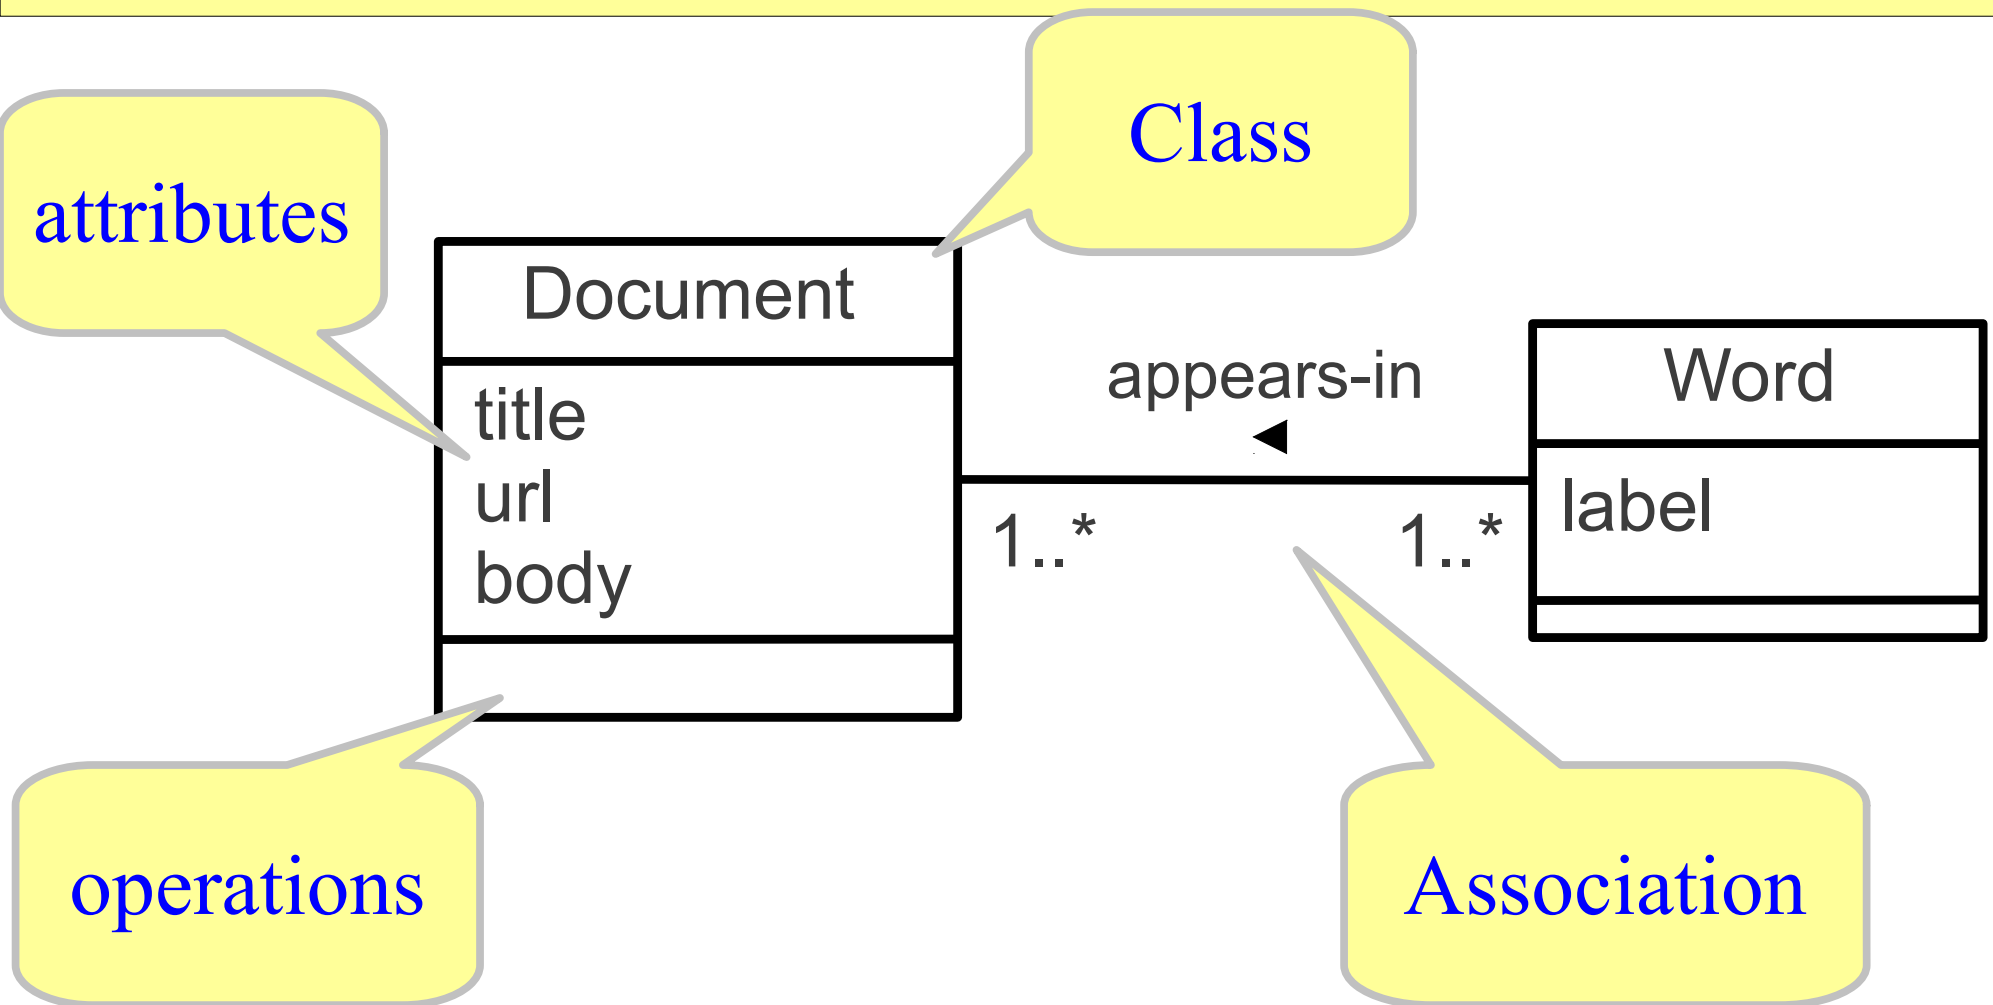 Class
attributes
Document
title
url
body
appears-in
1..*
1..*
Word
label
operations
Association